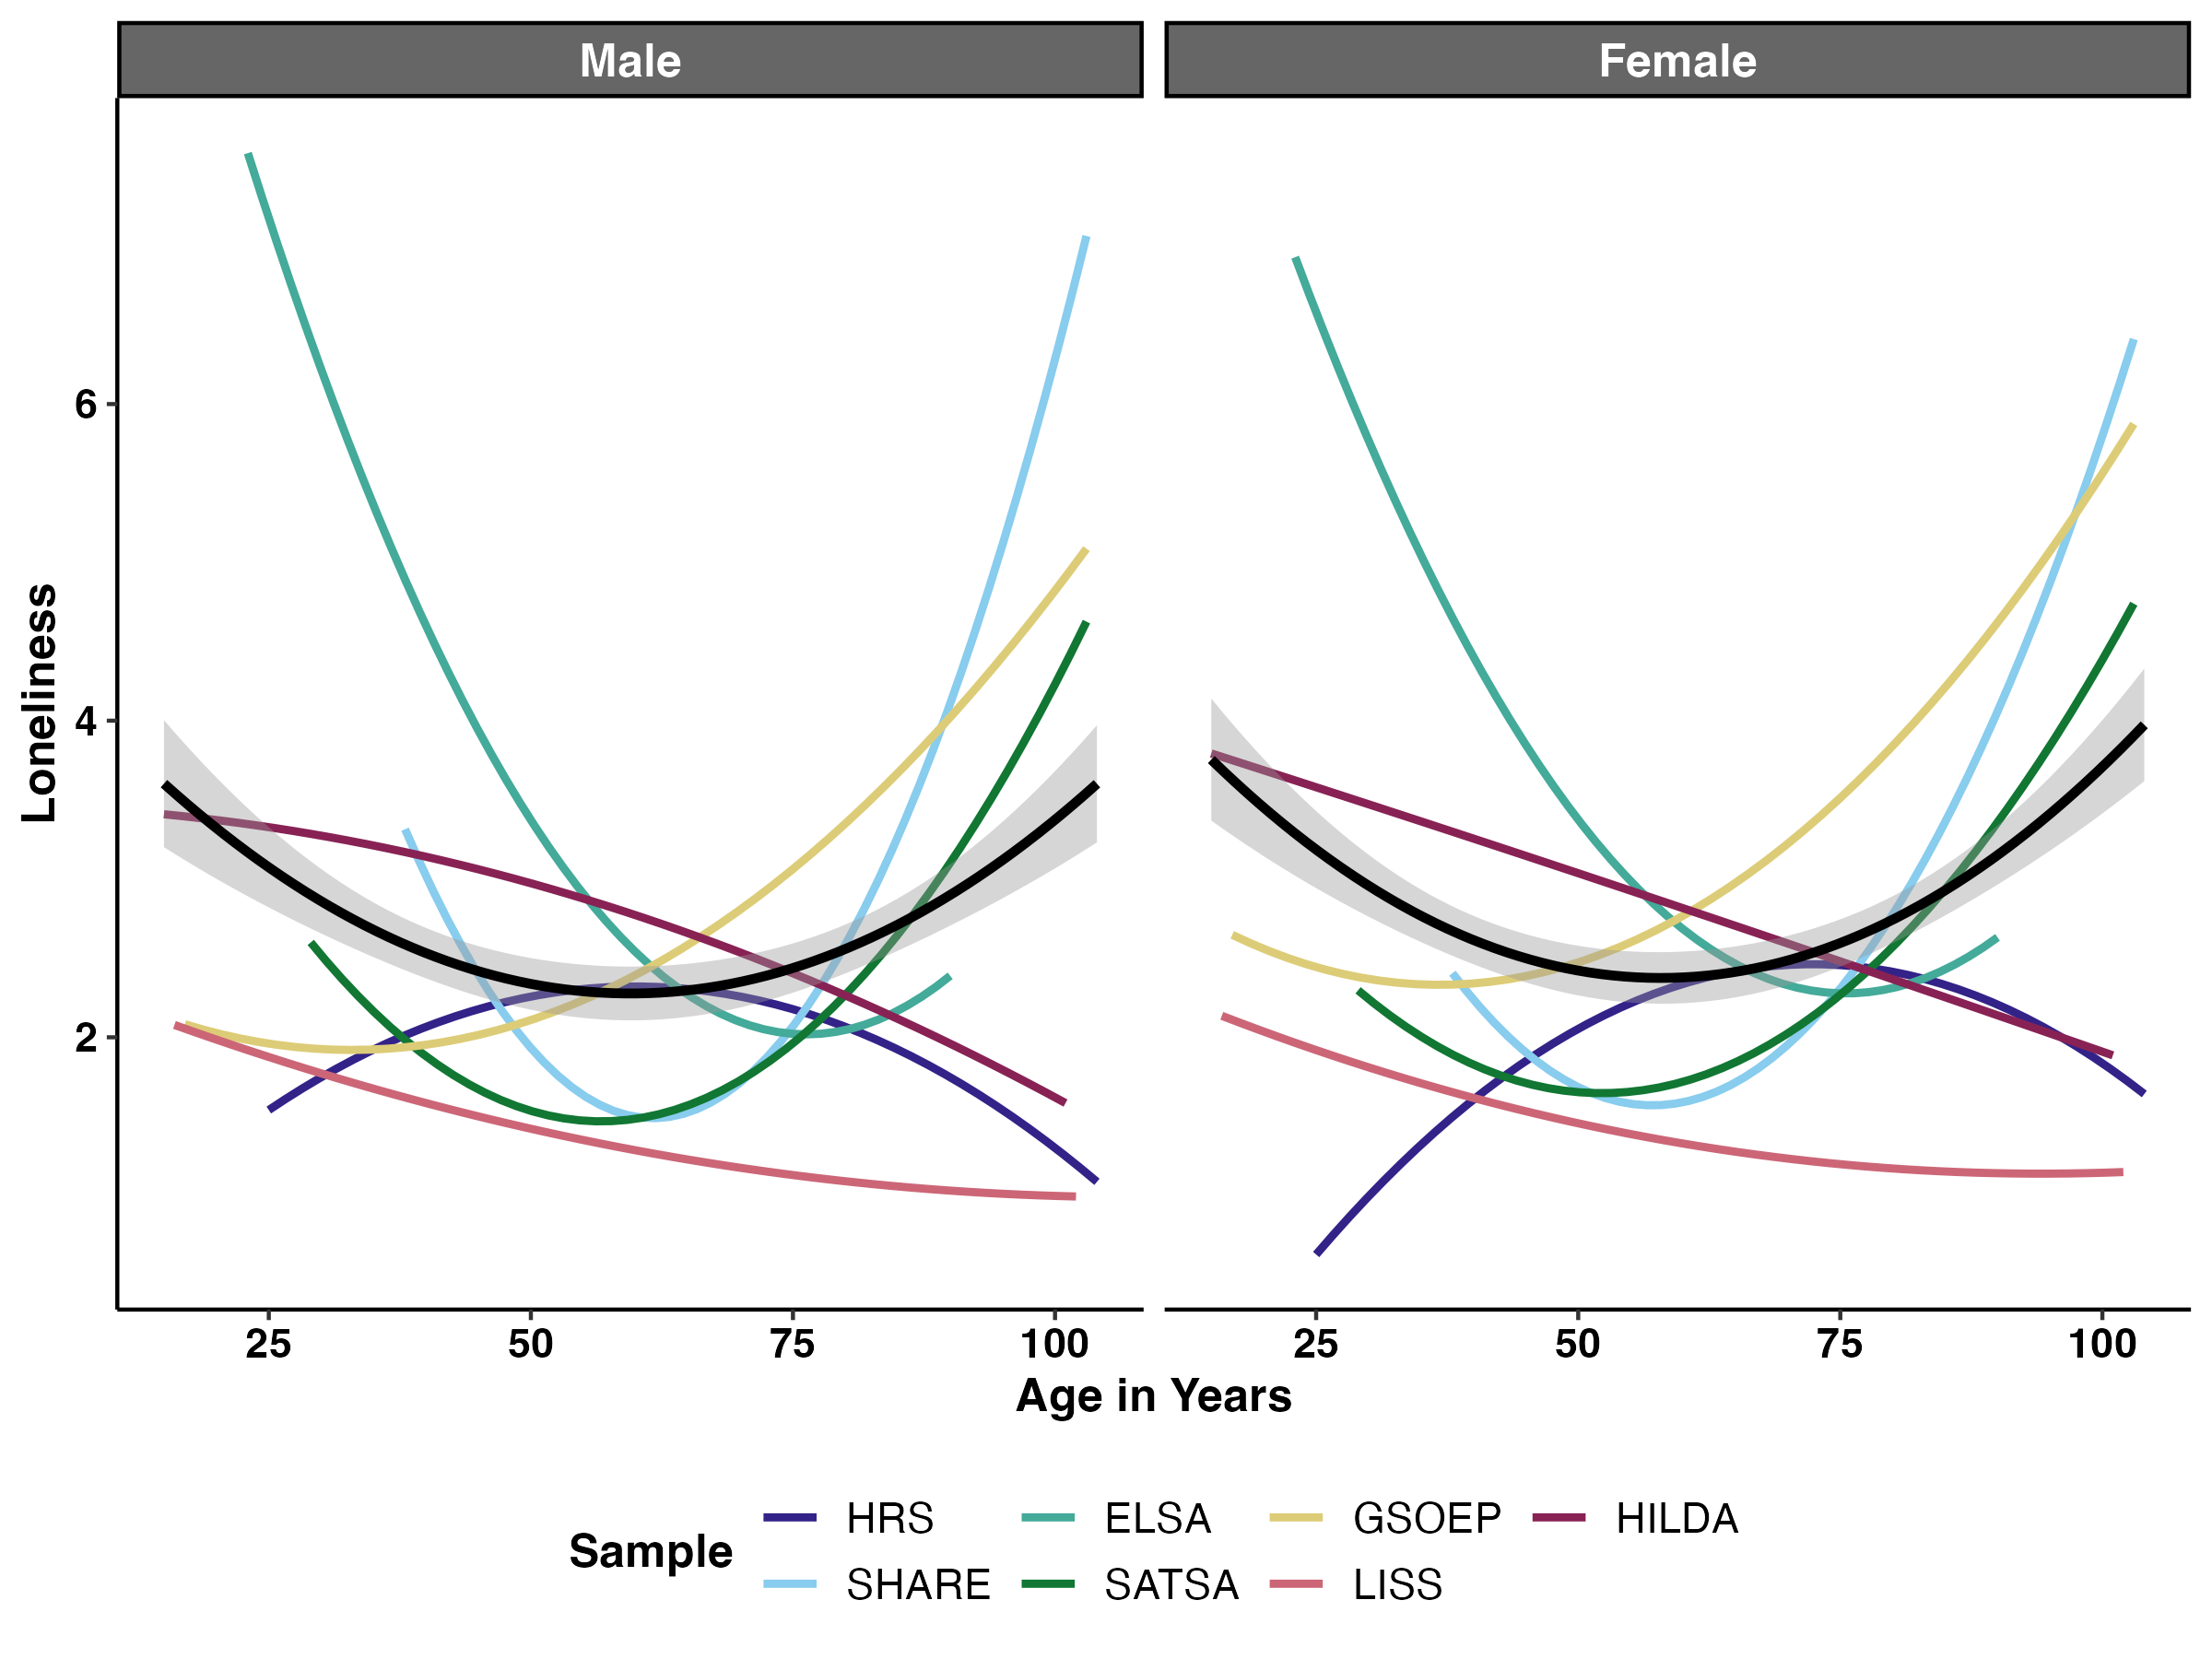 Male Female
Loneliness
6
4
2
25 50 75 100 25 50 75 100
Age in Years
Sample
HRS ELSA GSOEP HILDA
SHARE SATSA LISS